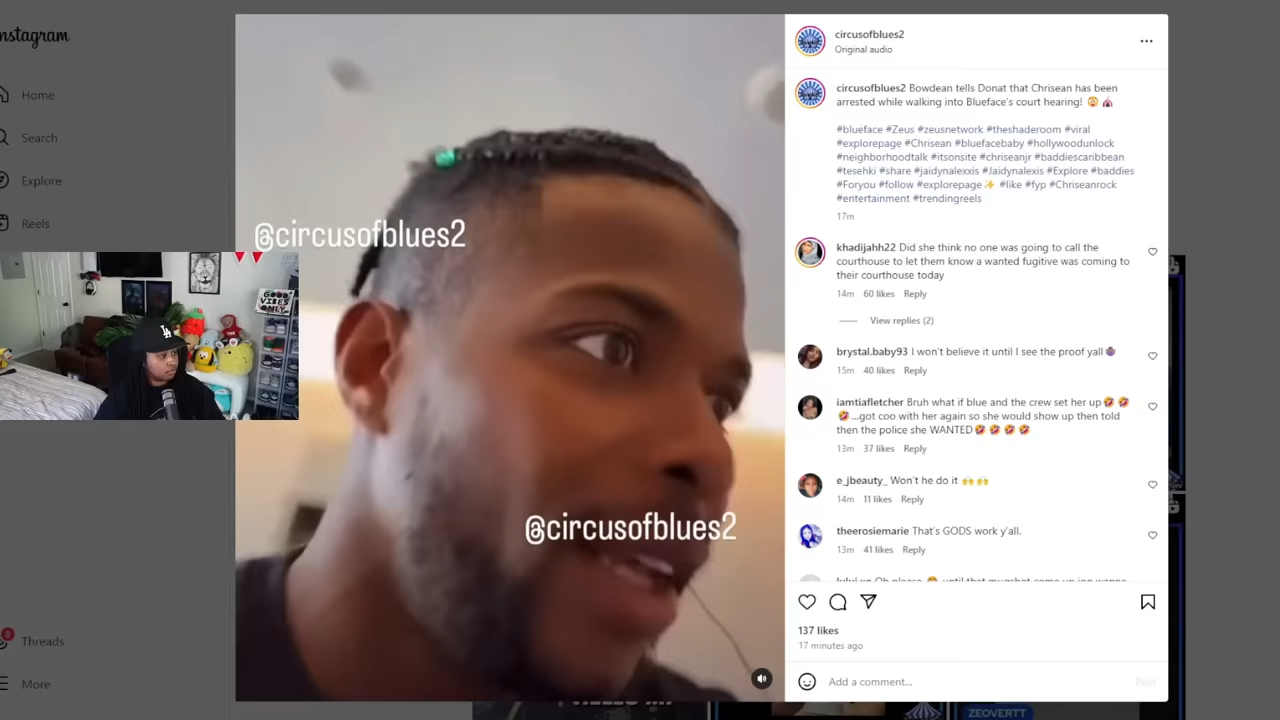 nstagram
Home
Search
Explore
Reels
Threads
More
8
GOOD
VIBES
ONLY
LA
@circusofblues2
@circusofblues2
circusofblues2
Original audio
circusofblues2 Bowdean tells Donat that Chrisean has been
arrested while walking into Blueface's court hearing! 😩 🎪
#blueface #Zeus #zeusnetwork #theshaderoom #viral
#explorepage #Chrisean #bluefacebaby #hollywoodunlock
#neighborhoodtalk #itsonsite #chriseanjr #baddiescaribbean
#tesehki #share #jaidynalexxis #Jaidynalexis #Explore #baddies
#Foryou #follow #explorepage✨ #like #fyp #Chriseanrock
#entertainment #trendingreels
17m
khadijahh22 Did she think no one was going to call the
courthouse to let them know a wanted fugitive was coming to
their courthouse today
14m 60 likes Reply
View replies (2)
brystal.baby93 I won't believe it until I see the proof yall
15m 40 likes Reply
iamtiafletcher Bruh what if blue and the crew set her up🤣 🤣
🤣...got coo with her again so she would show up then told
then the police she WANTED🤣 🤣 🤣 🤣
13m 37 likes Reply
e_jbeauty_ Won't he do it 🙌 🙌
14m 11 likes Reply
theerosiemarie That's GODS work y'all.
13m 41 likes Reply
137 likes
17 minutes ago
Add a comment...
Post
ZEOVERTT